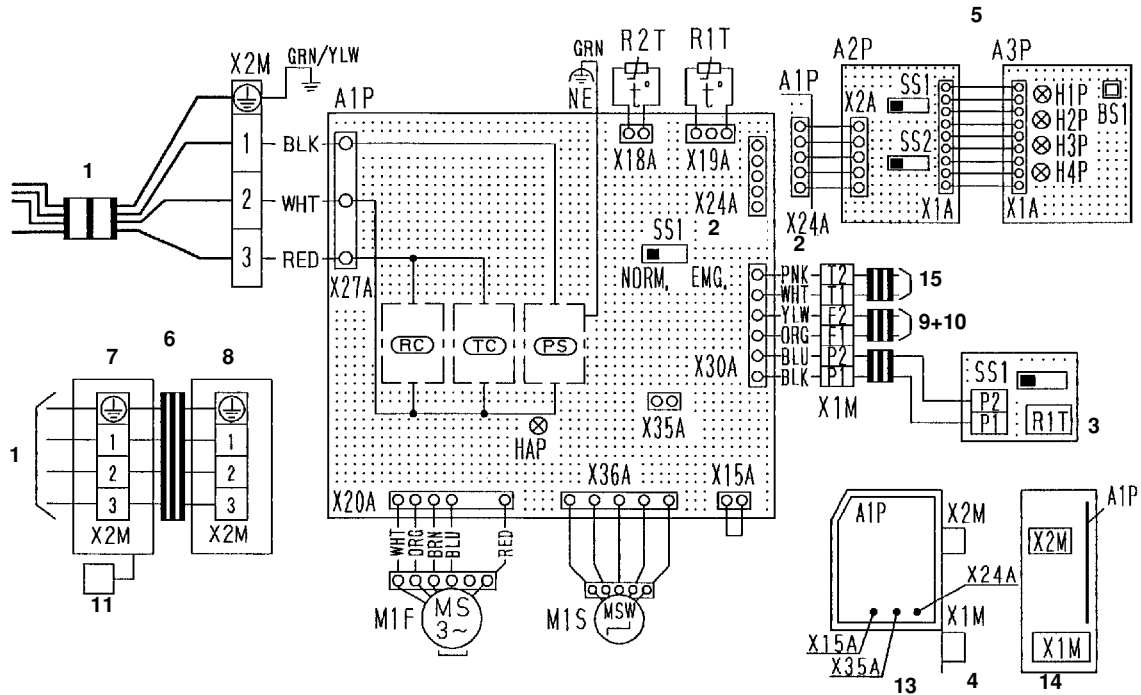 5
X2M
GRN/YLW
GRN
R2T
R1T
A2P
A3P
A1P
A1P
t°
t°
NE
X2A
SS1
H1P
BS1
H2P
H3P
H4P
SS2
X18A
X19A
X24A
2
X24A
2
X1A
X1A
1
1
BLK
2
WHT
3
RED
X27A
SS1
NORM.
EMG.
PNK
T2
WHT
T1
15
YLW
F2
ORG
F1
9+10
BLU
P2
BLK
P1
X30A
X1M
RC
TC
PS
HAP
X35A
SS1
P2
P1
R1T
3
6
7
8
1
1
2
3
X2M
1
2
3
X2M
11
X20A
X36A
X15A
WHT
ORG
BRN
BLU
RED
M1F
MS
3~
M1S
MSW
A1P
X2M
X24A
X1M
X15A
X35A
13
4
A1P
X2M
X1M
14